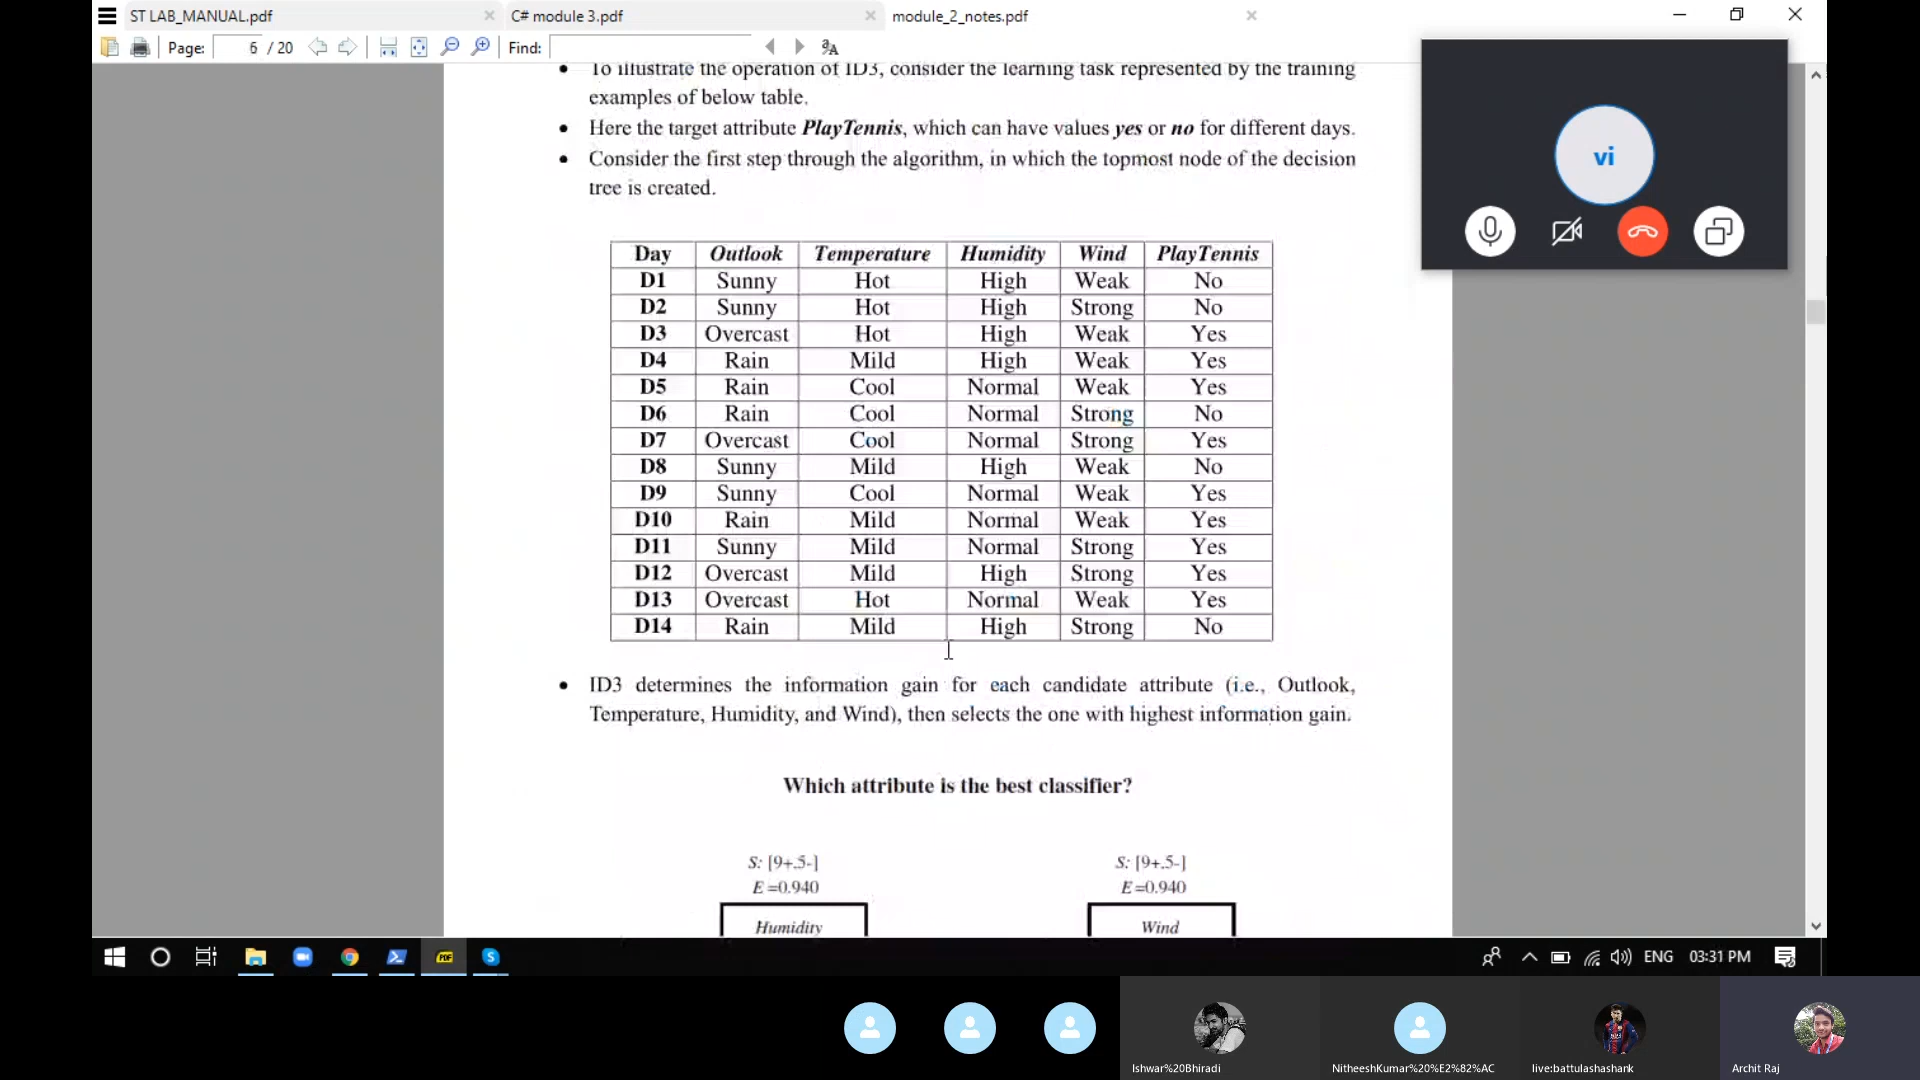 ST LAB_MANUAL.pdf C# module 3.pdf module_2_notes.pdf
Page: 6 / 20 Find:
• To illustrate the operation of ID3, consider the learning task represented by the training
examples of below table.
• Here the target attribute PlayTennis, which can have values yes or no for different days.
• Consider the first step through the algorithm, in which the topmost node of the decision
tree is created.
Day Outlook Temperature Humidity Wind PlayTennis
D1 Sunny Hot High Weak No
D2 Sunny Hot High Strong No
D3 Overcast Hot High Weak Yes
D4 Rain Mild High Weak Yes
D5 Rain Cool Normal Weak Yes
D6 Rain Cool Normal Strong No
D7 Overcast Cool Normal Strong Yes
D8 Sunny Mild High Weak No
D9 Sunny Cool Normal Weak Yes
D10 Rain Mild Normal Weak Yes
D11 Sunny Mild Normal Strong Yes
D12 Overcast Mild High Strong Yes
D13 Overcast Hot Normal Weak Yes
D14 Rain Mild High Strong No
• ID3 determines the information gain for each candidate attribute (i.e., Outlook,
Temperature, Humidity, and Wind), then selects the one with highest information gain.
Which attribute is the best classifier?
S: [9+,5-] S: [9+,5-]
E =0.940 E =0.940
Humidity Wind
vi
PDF S ENG 03:31 PM
Ishwar%20Bhiradi NitheeshKumar%20%E2%82%AC live:battulashashank Archit Raj